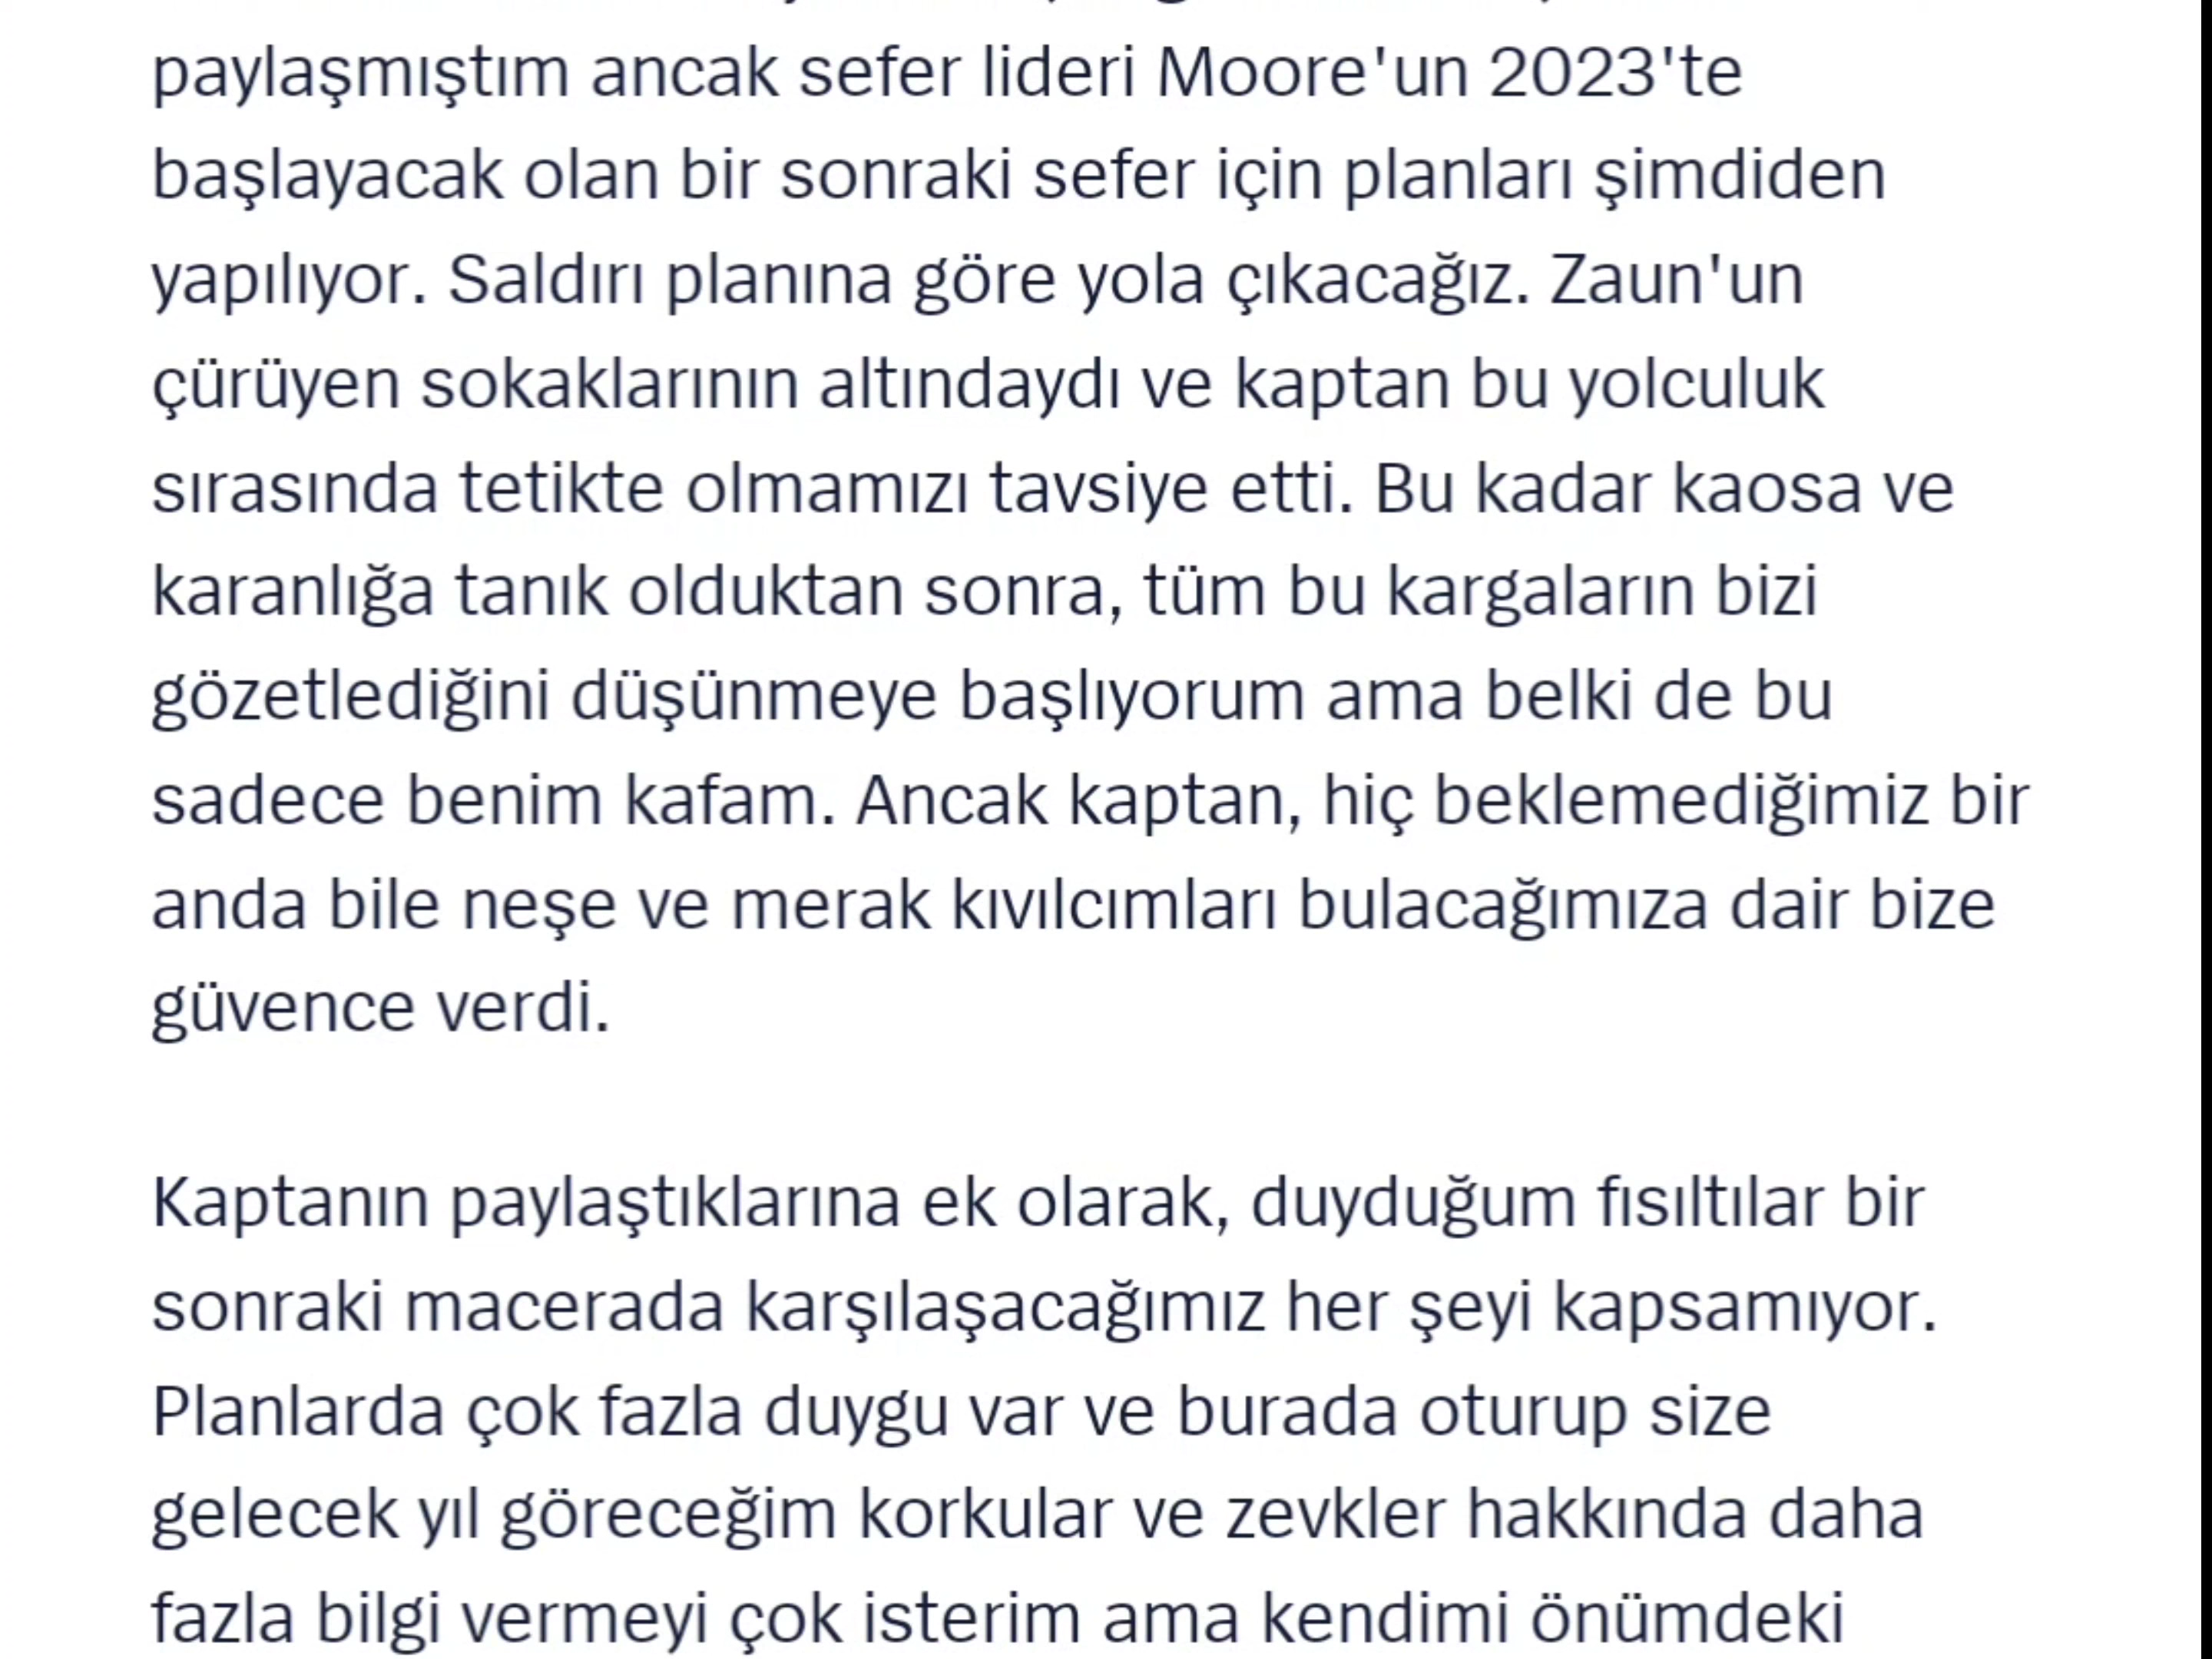 paylaşmıştım ancak sefer lideri Moore'un 2023'te
başlayacak olan bir sonraki sefer için planları şimdiden
yapılıyor. Saldırı planına göre yola çıkacağız. Zaun'un
çürüyen sokaklarının altındaydı ve kaptan bu yolculuk
sırasında tetikte olmamızı tavsiye etti. Bu kadar kaosa ve
karanlığa tanık olduktan sonra, tüm bu kargaların bizi
gözetlediğini düşünmeye başlıyorum ama belki de bu
sadece benim kafam. Ancak kaptan, hiç beklemediğimiz bir
anda bile neşe ve merak kıvılcımları bulacağımıza dair bize
güvence verdi.
Kaptanın paylaştıklarına ek olarak, duyduğum fısıltılar bir
sonraki macerada karşılaşacağımız her şeyi kapsamıyor.
Planlarda çok fazla duygu var ve burada oturup size
gelecek yıl göreceğim korkular ve zevkler hakkında daha
fazla bilgi vermeyi çok isterim ama kendimi önümdeki